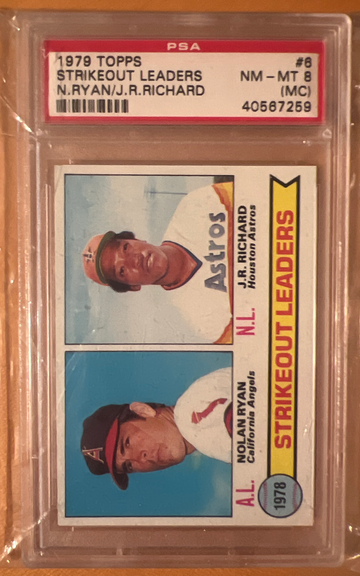 PSA
1979 TOPPS #6
STRIKEOUT LEADERS NM - MT 8
N.RYAN/J.R.RICHARD (MC)
40567259
A
Astros
A.L. NOLAN RYAN
California Angels
N.L. J.R. RICHARD
Houston Astros
1978 STRIKEOUT LEADERS